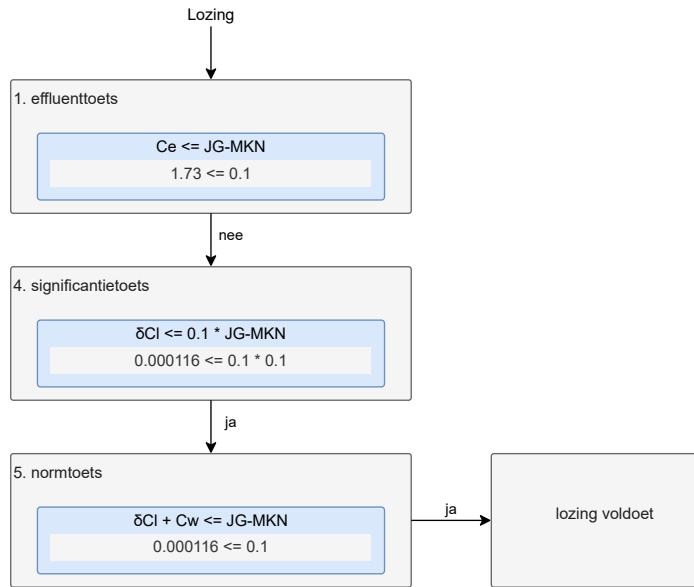 Lozing
1. effluenttoets
Ce <= JG-MKN
1.73 <= 0.1
nee
4. significantietoets
δCl <= 0.1 * JG-MKN
0.000116 <= 0.1 * 0.1
ja
5. normtoets
δCl + Cw <= JG-MKN
0.000116 <= 0.1
ja
lozing voldoet